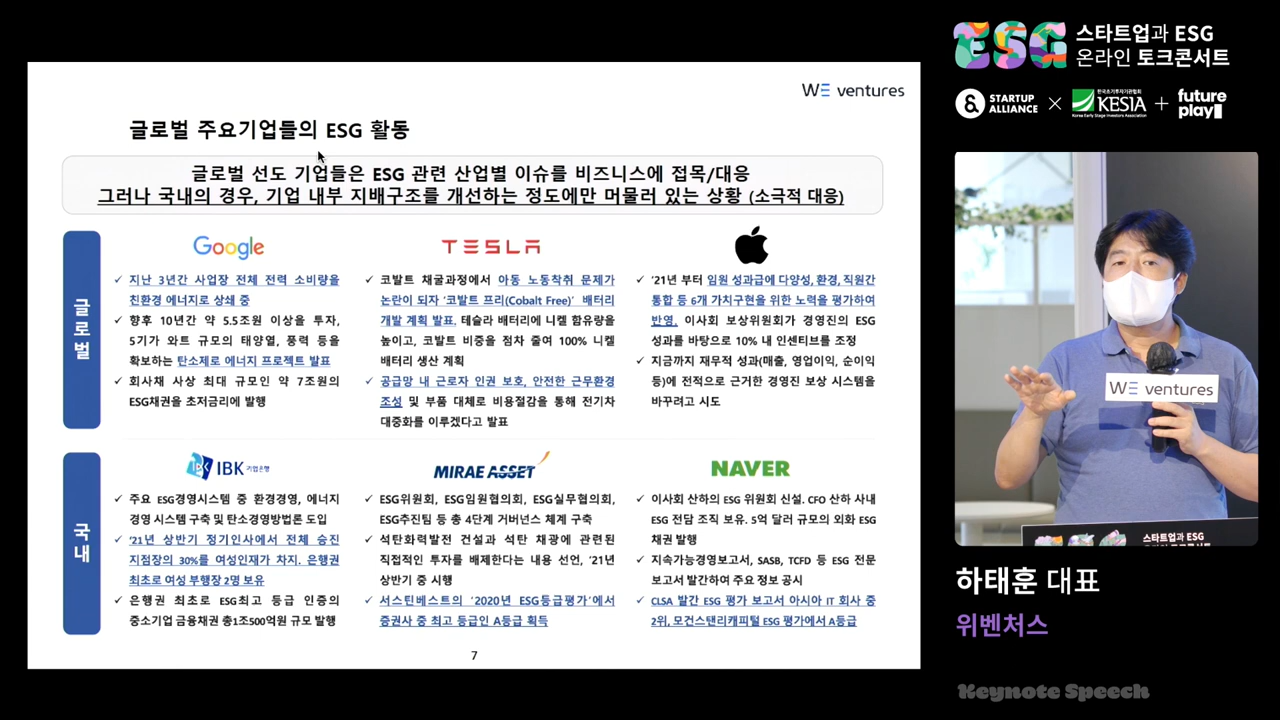 WE ventures
글로벌 주요기업들의 ESG 활동
글로벌 선도 기업들은 ESG 관련 산업별 이슈를 비즈니스에 접목/대응
그러나 국내의 경우, 기업 내부 지배구조를 개선하는 정도에만 머물러 있는 상황 (소극적 대응)
글로벌
Google
✓ 지난 3년간 사업장 전체 전력 소비량을
친환경 에너지로 상쇄 중
✓ 향후 10년간 약 5.5조원 이상을 투자,
5기가 와트 규모의 태양열, 풍력 등을
확보하는 탄소제로 에너지 프로젝트 발표
✓ 회사채 사상 최대 규모인 약 7조원의
ESG채권을 초저금리에 발행
TESLA
✓ 코발트 채굴과정에서 아동 노동착취 문제가
논란이 되자 '코발트 프리(Cobalt Free)' 배터리
개발 계획 발표. 테슬라 배터리에 니켈 함유량을
높이고, 코발트 비중을 점차 줄여 100% 니켈
배터리 생산 계획
✓ 공급망 내 근로자 인권 보호, 안전한 근무환경
조성 및 부품 대체로 비용절감을 통해 전기차
대중화를 이루겠다고 발표
✓ '21년 부터 임원 성과급에 다양성, 환경, 직원간
통합 등 6개 가치구현을 위한 노력을 평가하여
반영. 이사회 보상위원회가 경영진의 ESG
성과를 바탕으로 10% 내 인센티브를 조정
✓ 지금까지 재무적 성과(매출, 영업이익, 순이익
등)에 전적으로 근거한 경영진 보상 시스템을
바꾸려고 시도
국내
IBK 기업은행
✓ 주요 ESG경영시스템 중 환경경영, 에너지
경영 시스템 구축 및 탄소경영방법론 도입
✓ '21년 상반기 정기인사에서 전체 승진
지점장의 30%를 여성인재가 차지. 은행권
최초로 여성 부행장 2명 보유
✓ 은행권 최초로 ESG최고 등급 인증의
중소기업 금융채권 총1조500억원 규모 발행
MIRAE ASSET
✓ ESG위원회, ESG임원협의회, ESG실무협의회,
ESG추진팀 등 총 4단계 거버넌스 체계 구축
✓ 석탄화력발전 건설과 석탄 채광에 관련된
직접적인 투자를 배제한다는 내용 선언, '21년
상반기 중 시행
✓ 서스틴베스트의 '2020년 ESG등급평가'에서
증권사 중 최고 등급인 A등급 획득
NAVER
✓ 이사회 산하의 ESG 위원회 신설. CFO 산하 사내
ESG 전담 조직 보유. 5억 달러 규모의 외화 ESG
채권 발행
✓ 지속가능경영보고서, SASB, TCFD 등 ESG 전문
보고서 발간하여 주요 정보 공시
✓ CLSA 발간 ESG 평가 보고서 아시아 IT 회사 중
2위, 모건스탠리캐피털 ESG 평가에서 A등급
7
ESG 스타트업과 ESG
온라인 토크콘서트
& STARTUP
ALLIANCE
×
한국초기투자기관협회
KESIA
Korea Early Stage Investors Association
+
future
play
WE ventures
스타트업과 ESG
하태훈 대표
위벤처스
Keynote Speech